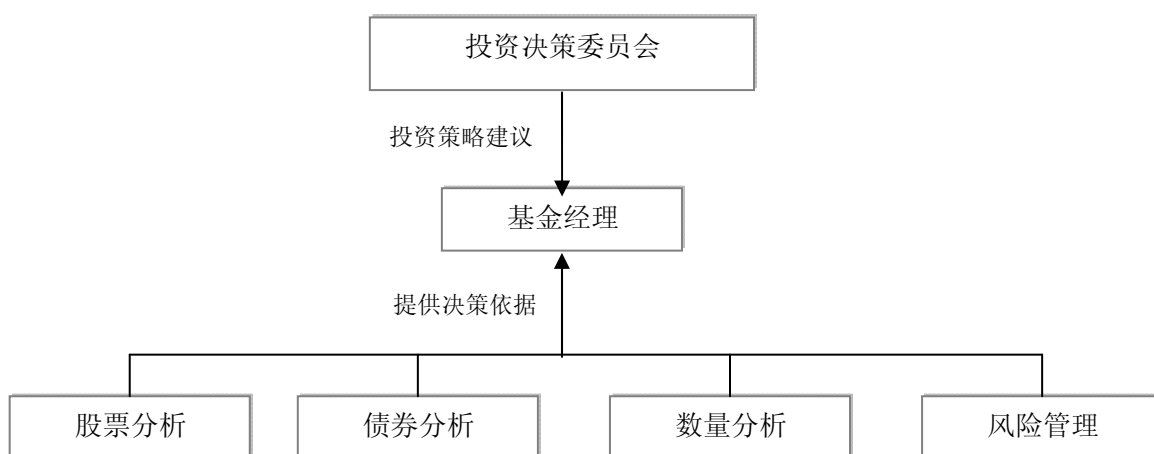 投资决策委员会
投资策略建议
基金经理
提供决策依据
股票分析
债券分析
数量分析
风险管理